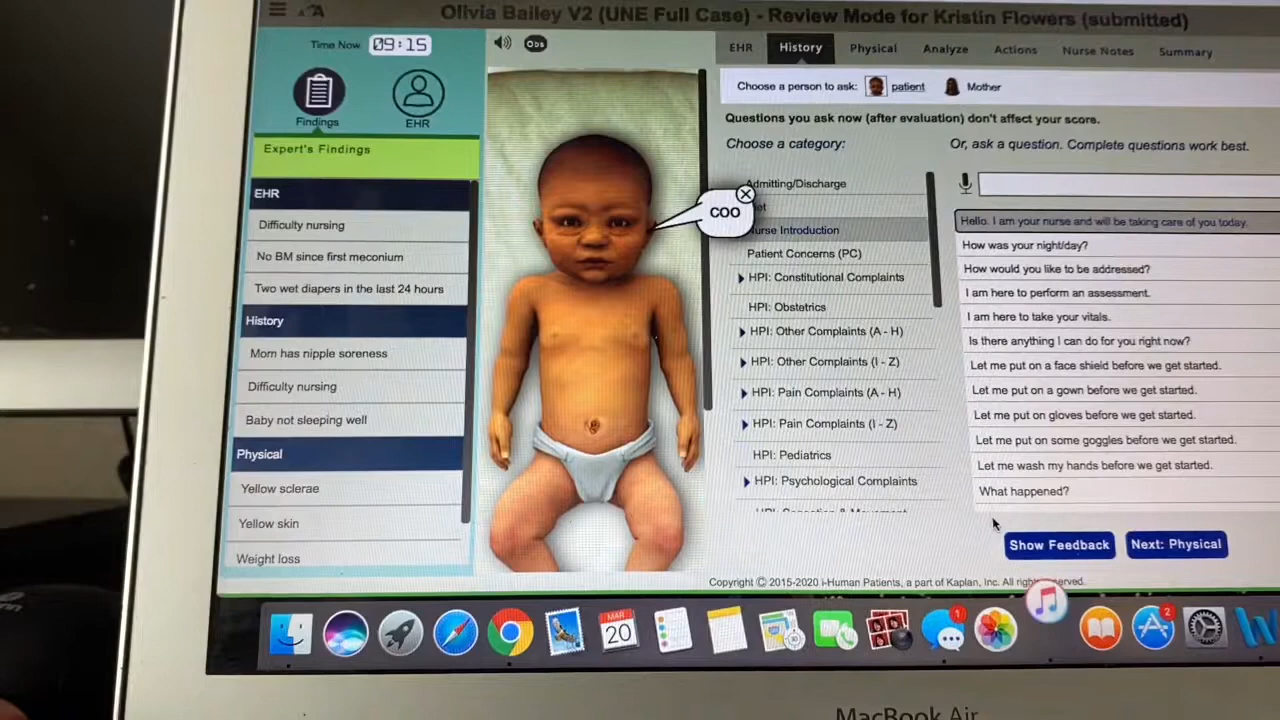 Olivia Bailey V2 (UNE Full Case) - Review Mode for Kristin Flowers (submitted)
Time Now 09:15
Findings
EHR
Expert's Findings
EHR
Difficulty nursing
No BM since first meconium
Two wet diapers in the last 24 hours
History
Mom has nipple soreness
Difficulty nursing
Baby not sleeping well
Physical
Yellow sclerae
Yellow skin
Weight loss
Obs
COO
EHR History Physical Analyze Actions Nurse Notes Summary
Choose a person to ask: patient Mother
Questions you ask now (after evaluation) don't affect your score.
Choose a category:
Admitting/Discharge
Nurse Introduction
Patient Concerns (PC)
HPI: Constitutional Complaints
HPI: Obstetrics
HPI: Other Complaints (A - H)
HPI: Other Complaints (I - Z)
HPI: Pain Complaints (A - H)
HPI: Pain Complaints (I - Z)
HPI: Pediatrics
HPI: Psychological Complaints
Or, ask a question. Complete questions work best.
Hello. I am your nurse and will be taking care of you today.
How was your night/day?
How would you like to be addressed?
I am here to perform an assessment.
I am here to take your vitals.
Is there anything I can do for you right now?
Let me put on a face shield before we get started.
Let me put on a gown before we get started.
Let me put on gloves before we get started.
Let me put on some goggles before we get started.
Let me wash my hands before we get started.
What happened?
Show Feedback
Next: Physical
Copyright © 2015-2020 i-Human Patients, a part of Kaplan, Inc. All rights reserved.
MAR
20
1
2
MacBook Air